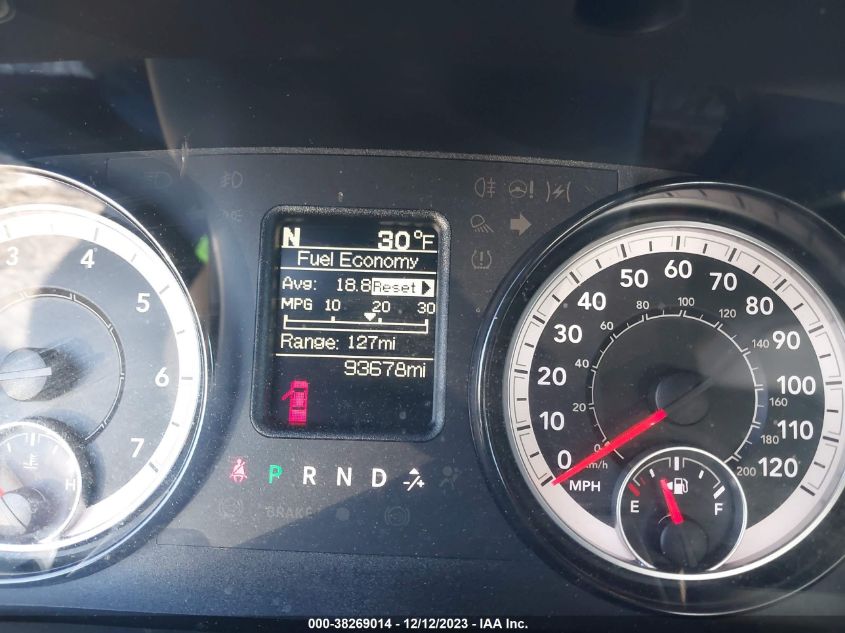 3 4 5 6 7
H
N 30°F
Fuel Economy
Avg: 18.8 Reset
MPG 10 20 30
Range: 127mi
93678mi
P R N D
BRAKE
0 10 20 30 40 50 60 70 80 90 100 110 120
MPH
0 20 40 60 80 100 120 140 160 180 200
km/h
E F
000-38269014 - 12/12/2023 - IAA Inc.